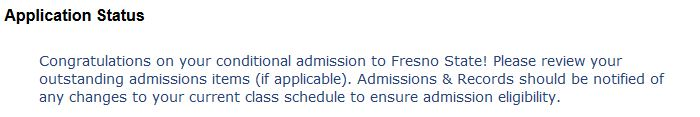 Application Status
Congratulations on your conditional admission to Fresno State! Please review your
outstanding admissions items (if applicable). Admissions & Records should be notified of
any changes to your current class schedule to ensure admission eligibility.